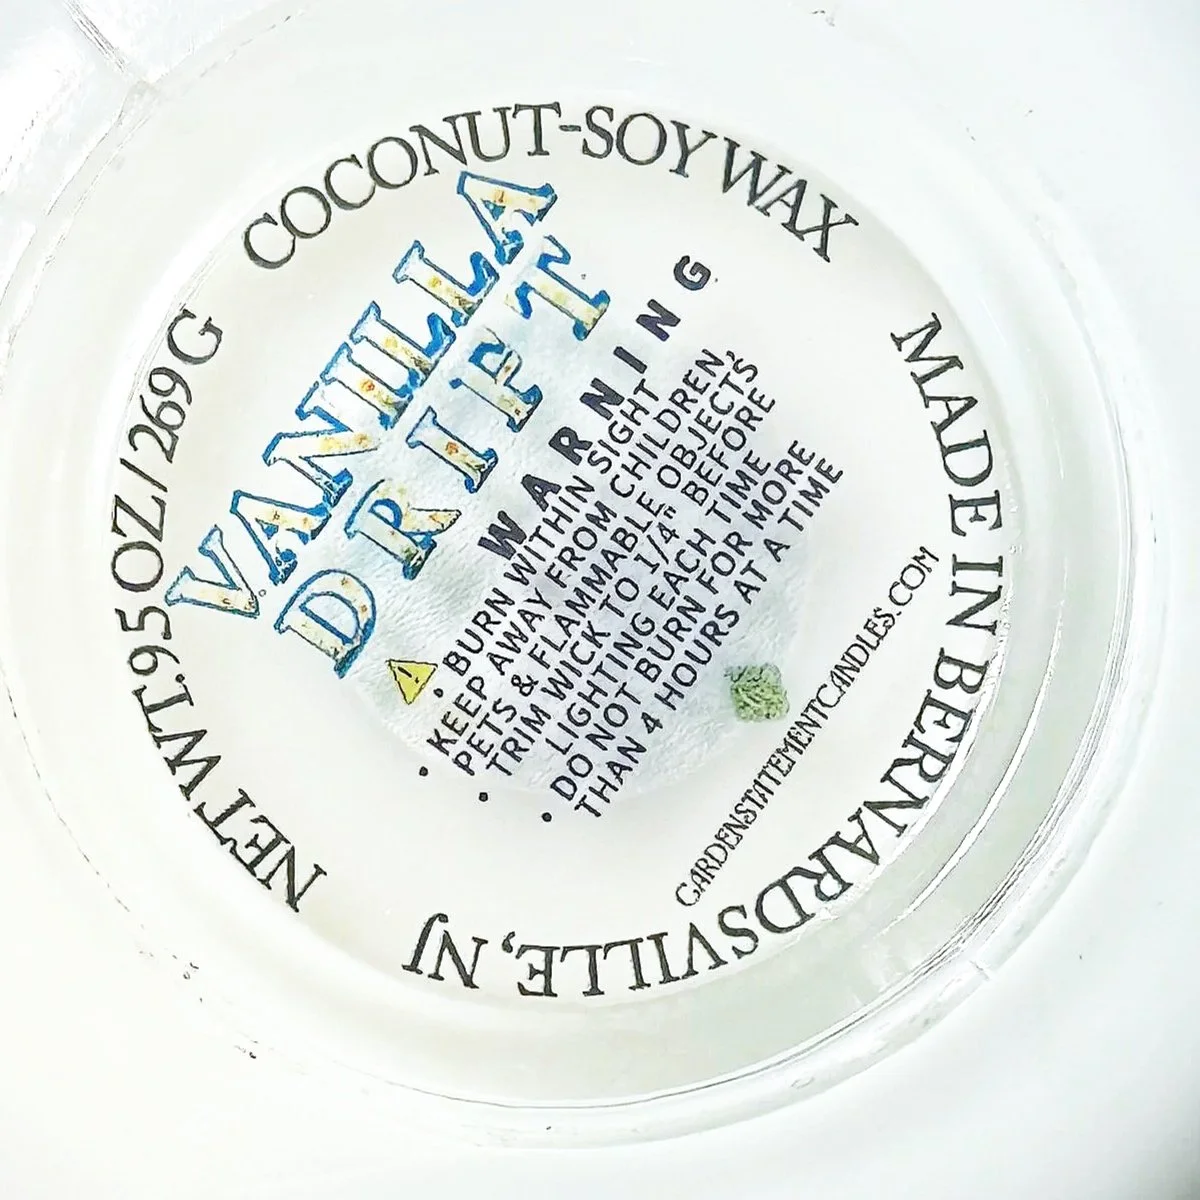 COCONUT-SOY WAX
VANILLA
DRIFT
WARNING
• BURN WITHIN SIGHT
• KEEP AWAY FROM CHILDREN,
PETS & FLAMMABLE OBJECTS
• TRIM WICK TO 1/4" BEFORE
LIGHTING EACH TIME
• DO NOT BURN FOR MORE
THAN 4 HOURS AT A TIME
GARDENSTATEMENTCANDLES.COM
MADE IN BERNARDSVILLE, NJ
NET WT. 9.5 OZ / 269 G